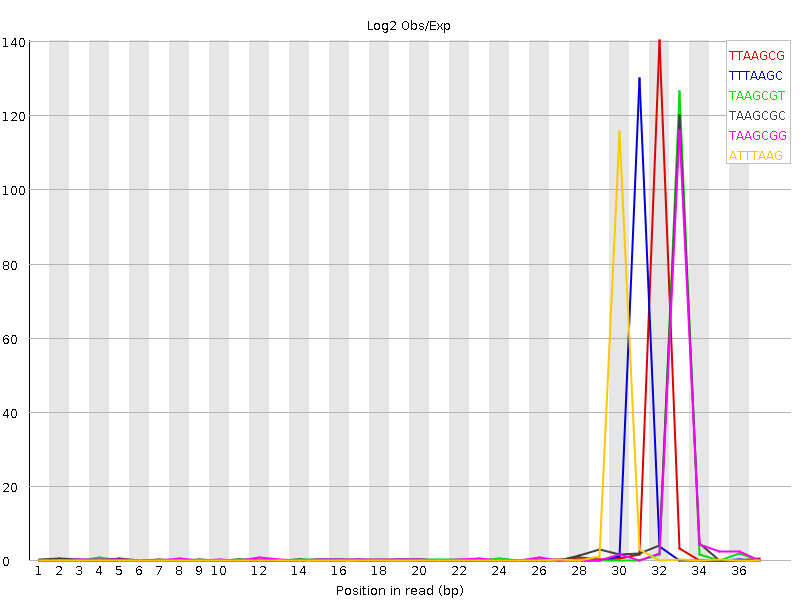 Log2 Obs/Exp
140
120
100
80
60
40
20
0
TTAAGCG
TTTAAGC
TAAGCGT
TAAGCGC
TAAGCGG
ATTTAAG
1 2 3 4 5 6 7 8 9 10 12 14 16 18 20 22 24 26 28 30 32 34 36
Position in read (bp)